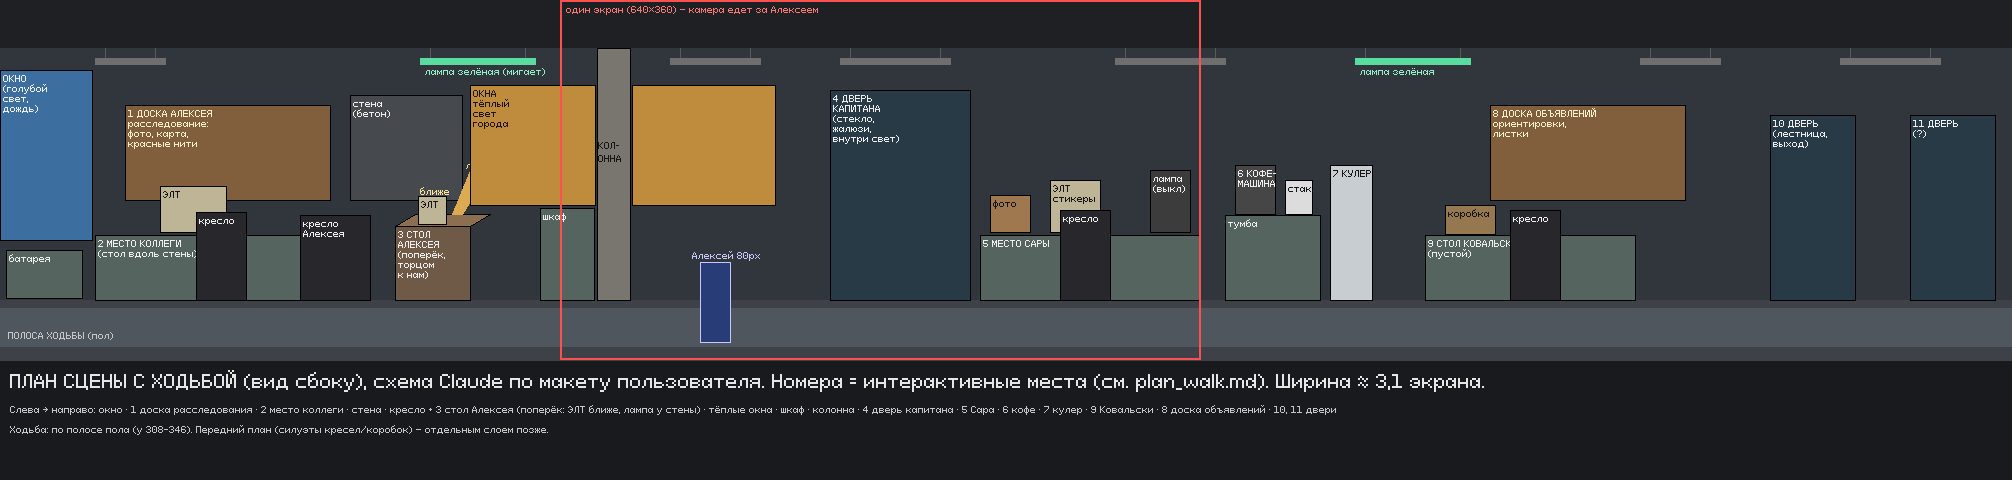 один экран (640×360) — камера едет за Алексеем
лампа зелёная (мигает)
лампа зелёная
ОКНО
(голубой
свет,
дождь)
1 ДОСКА АЛЕКСЕЯ
расследование:
фото, карта,
красные нити
стена
(бетон)
ОКНА
тёплый
свет
города
КОЛ-
ОННА
4 ДВЕРЬ
КАПИТАНА
(стекло,
жалюзи,
внутри свет)
8 ДОСКА ОБЪЯВЛЕНИЙ
ориентировки,
листки
10 ДВЕРЬ
(лестница,
выход)
11 ДВЕРЬ
(?)
ЭЛТ
ближе
ЭЛТ
кресло
кресло
Алексея
шкаф
фото
ЭЛТ
стикеры
лампа
(выкл)
кресло
6 КОФЕ-
МАШИНА
стак
7 КУЛЕР
тумба
коробка
кресло
батарея
2 МЕСТО КОЛЛЕГИ
(стол вдоль стены)
3 СТОЛ
АЛЕКСЕЯ
(поперёк,
торцом
к нам)
Алексей 80px
5 МЕСТО САРЫ
9 СТОЛ КОВАЛЬСК
(пустой)
ПОЛОСА ХОДЬБЫ (пол)
ПЛАН СЦЕНЫ С ХОДЬБОЙ (вид сбоку), схема Claude по макету пользователя. Номера = интерактивные места (см. plan_walk.md). Ширина ≈ 3,1 экрана.
Слева → направо: окно · 1 доска расследования · 2 место коллеги · стена · кресло · 3 стол Алексея (поперёк: ЭЛТ ближе, лампа у стены) · тёплые окна · шкаф · колонна · 4 дверь капитана · 5 Сара · 6 кофе · 7 кулер · 9 Ковальски · 8 доска объявлений · 10, 11 двери
Ходьба: по полосе пола (y 308–346). Передний план (силуэты кресел/коробок) — отдельным слоем позже.